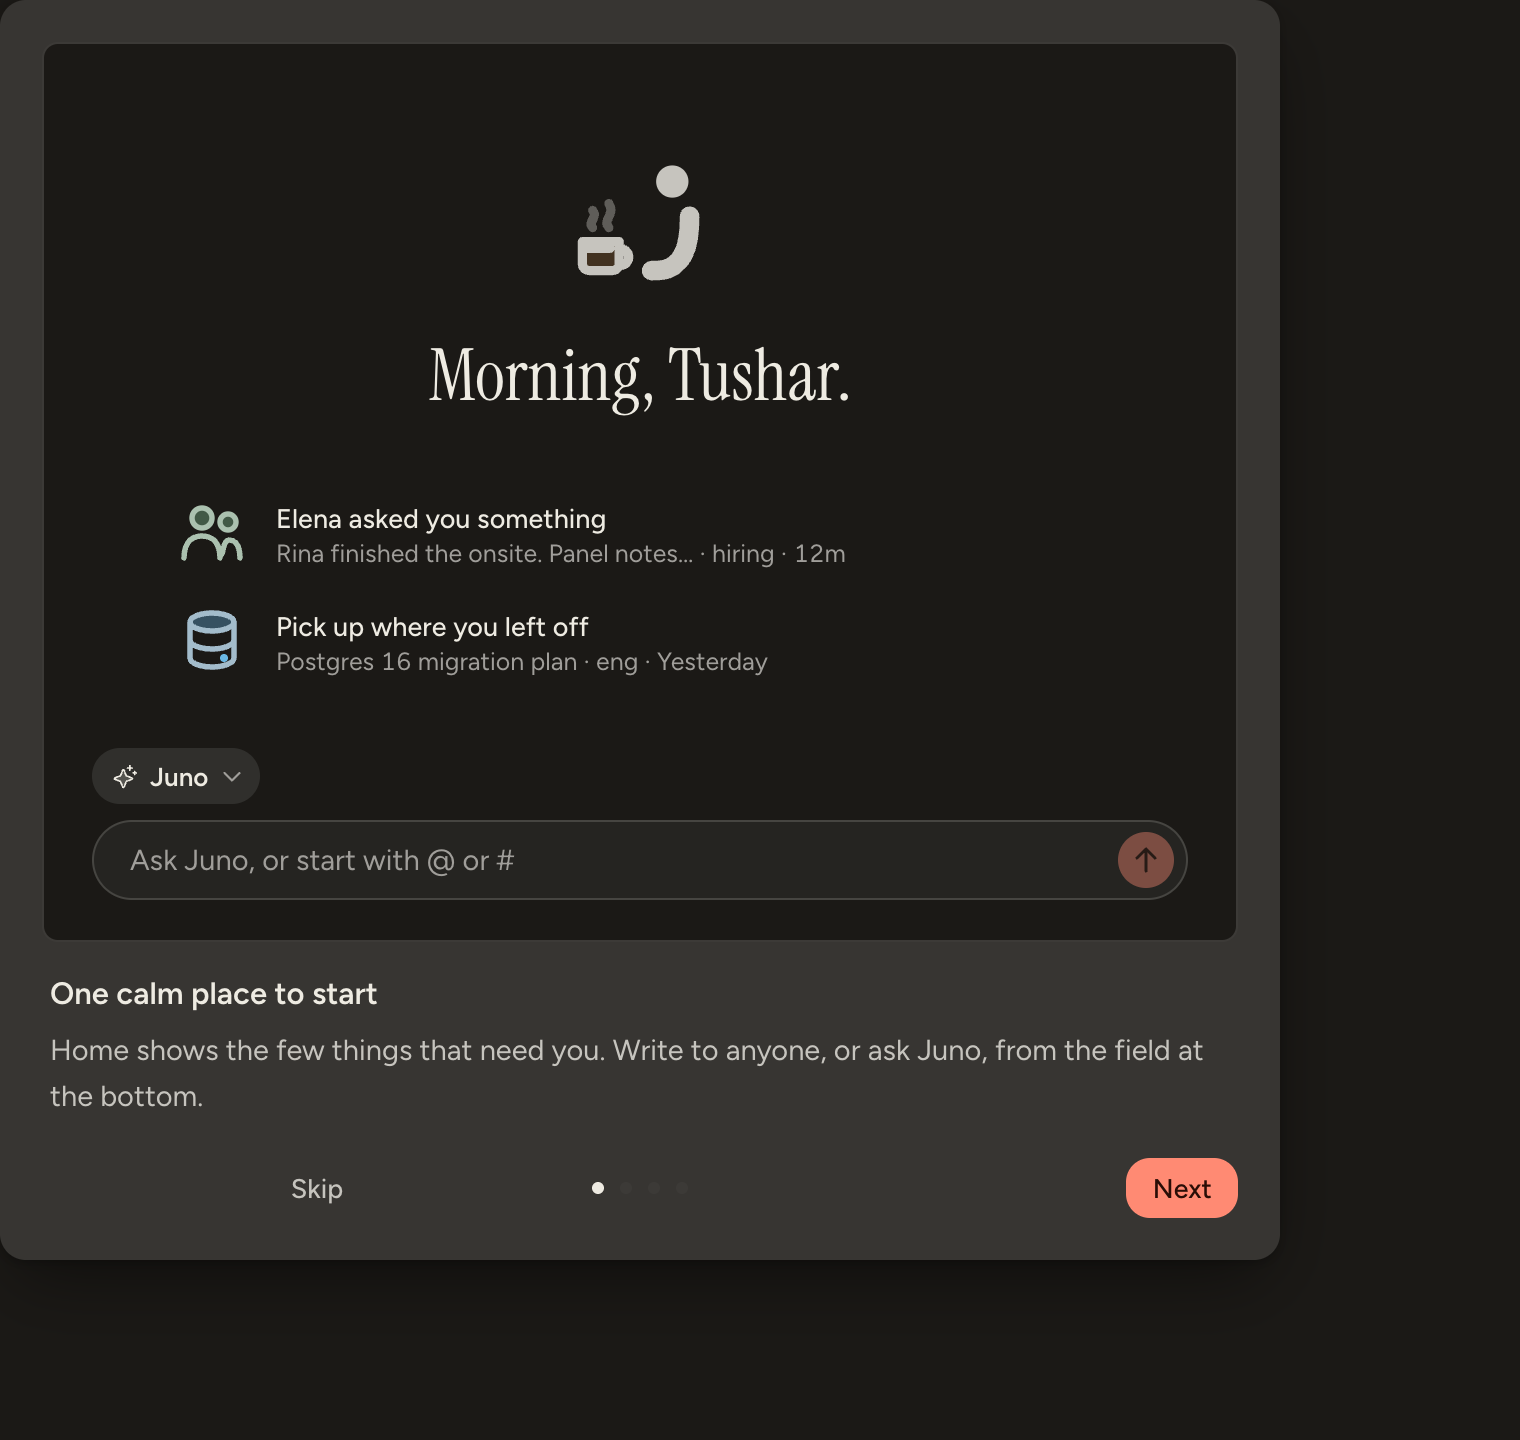 Morning, Tushar.
Elena asked you something
Rina finished the onsite. Panel notes... · hiring · 12m
Pick up where you left off
Postgres 16 migration plan · eng · Yesterday
Juno
Ask Juno, or start with @ or #
One calm place to start
Home shows the few things that need you. Write to anyone, or ask Juno, from the field at
the bottom.
Skip
Next